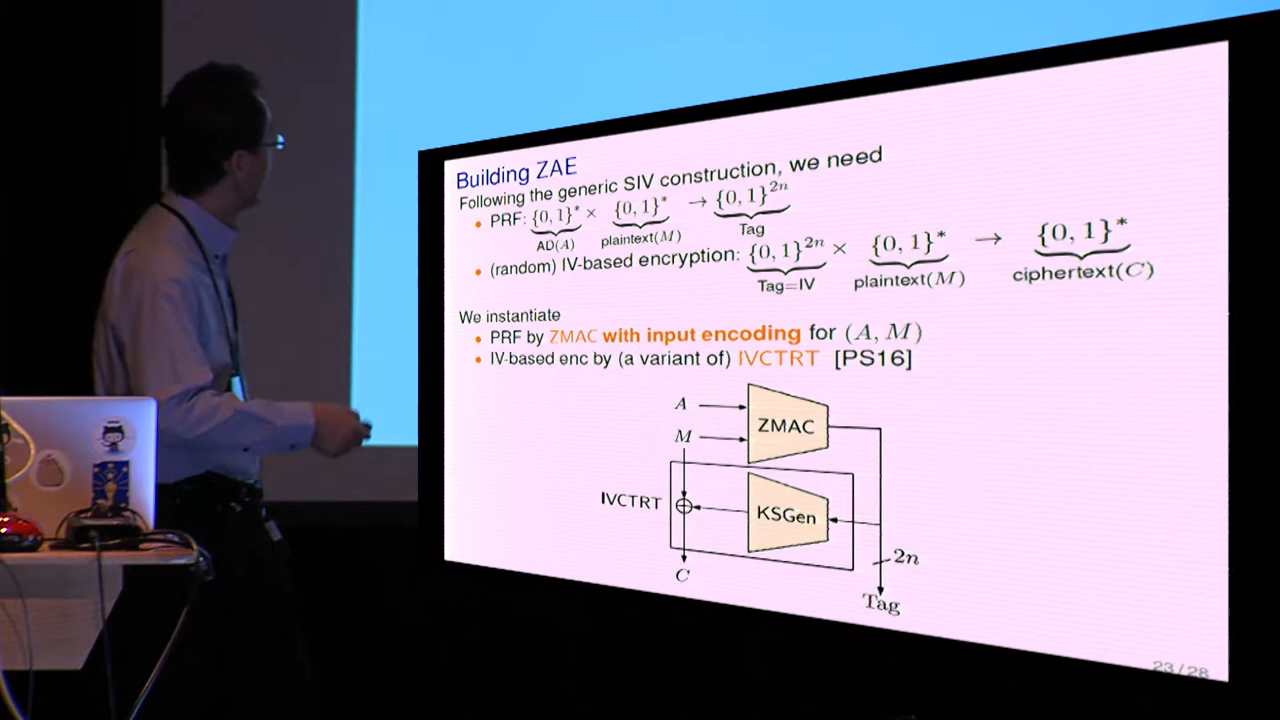 Building ZAE
Following the generic SIV construction, we need
• PRF: {0, 1}* × {0, 1}* → {0, 1}²ⁿ
AD(A) plaintext(M) Tag
• (random) IV-based encryption: {0, 1}²ⁿ × {0, 1}* → {0, 1}*
Tag=IV plaintext(M) ciphertext(C)
We instantiate
• PRF by ZMAC with input encoding for (A, M)
• IV-based enc by (a variant of) IVCTRT [PS16]
A
ZMAC
M
IVCTRT
KSGen
2n
C
Tag
23/28